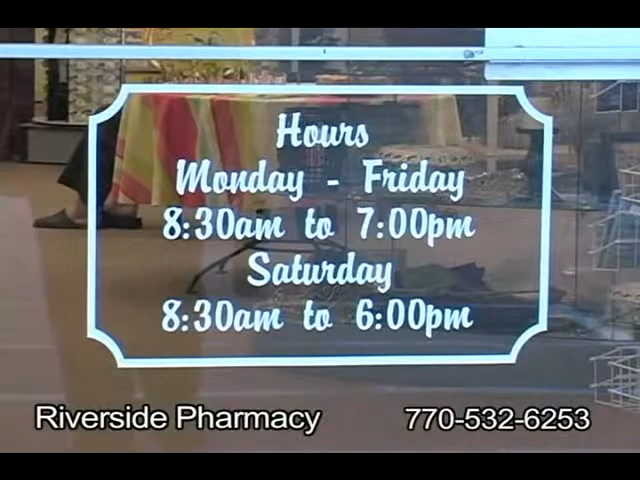 Hours
Monday - Friday
8:30am to 7:00pm
Saturday
8:30am to 6:00pm
Riverside Pharmacy 770-532-6253